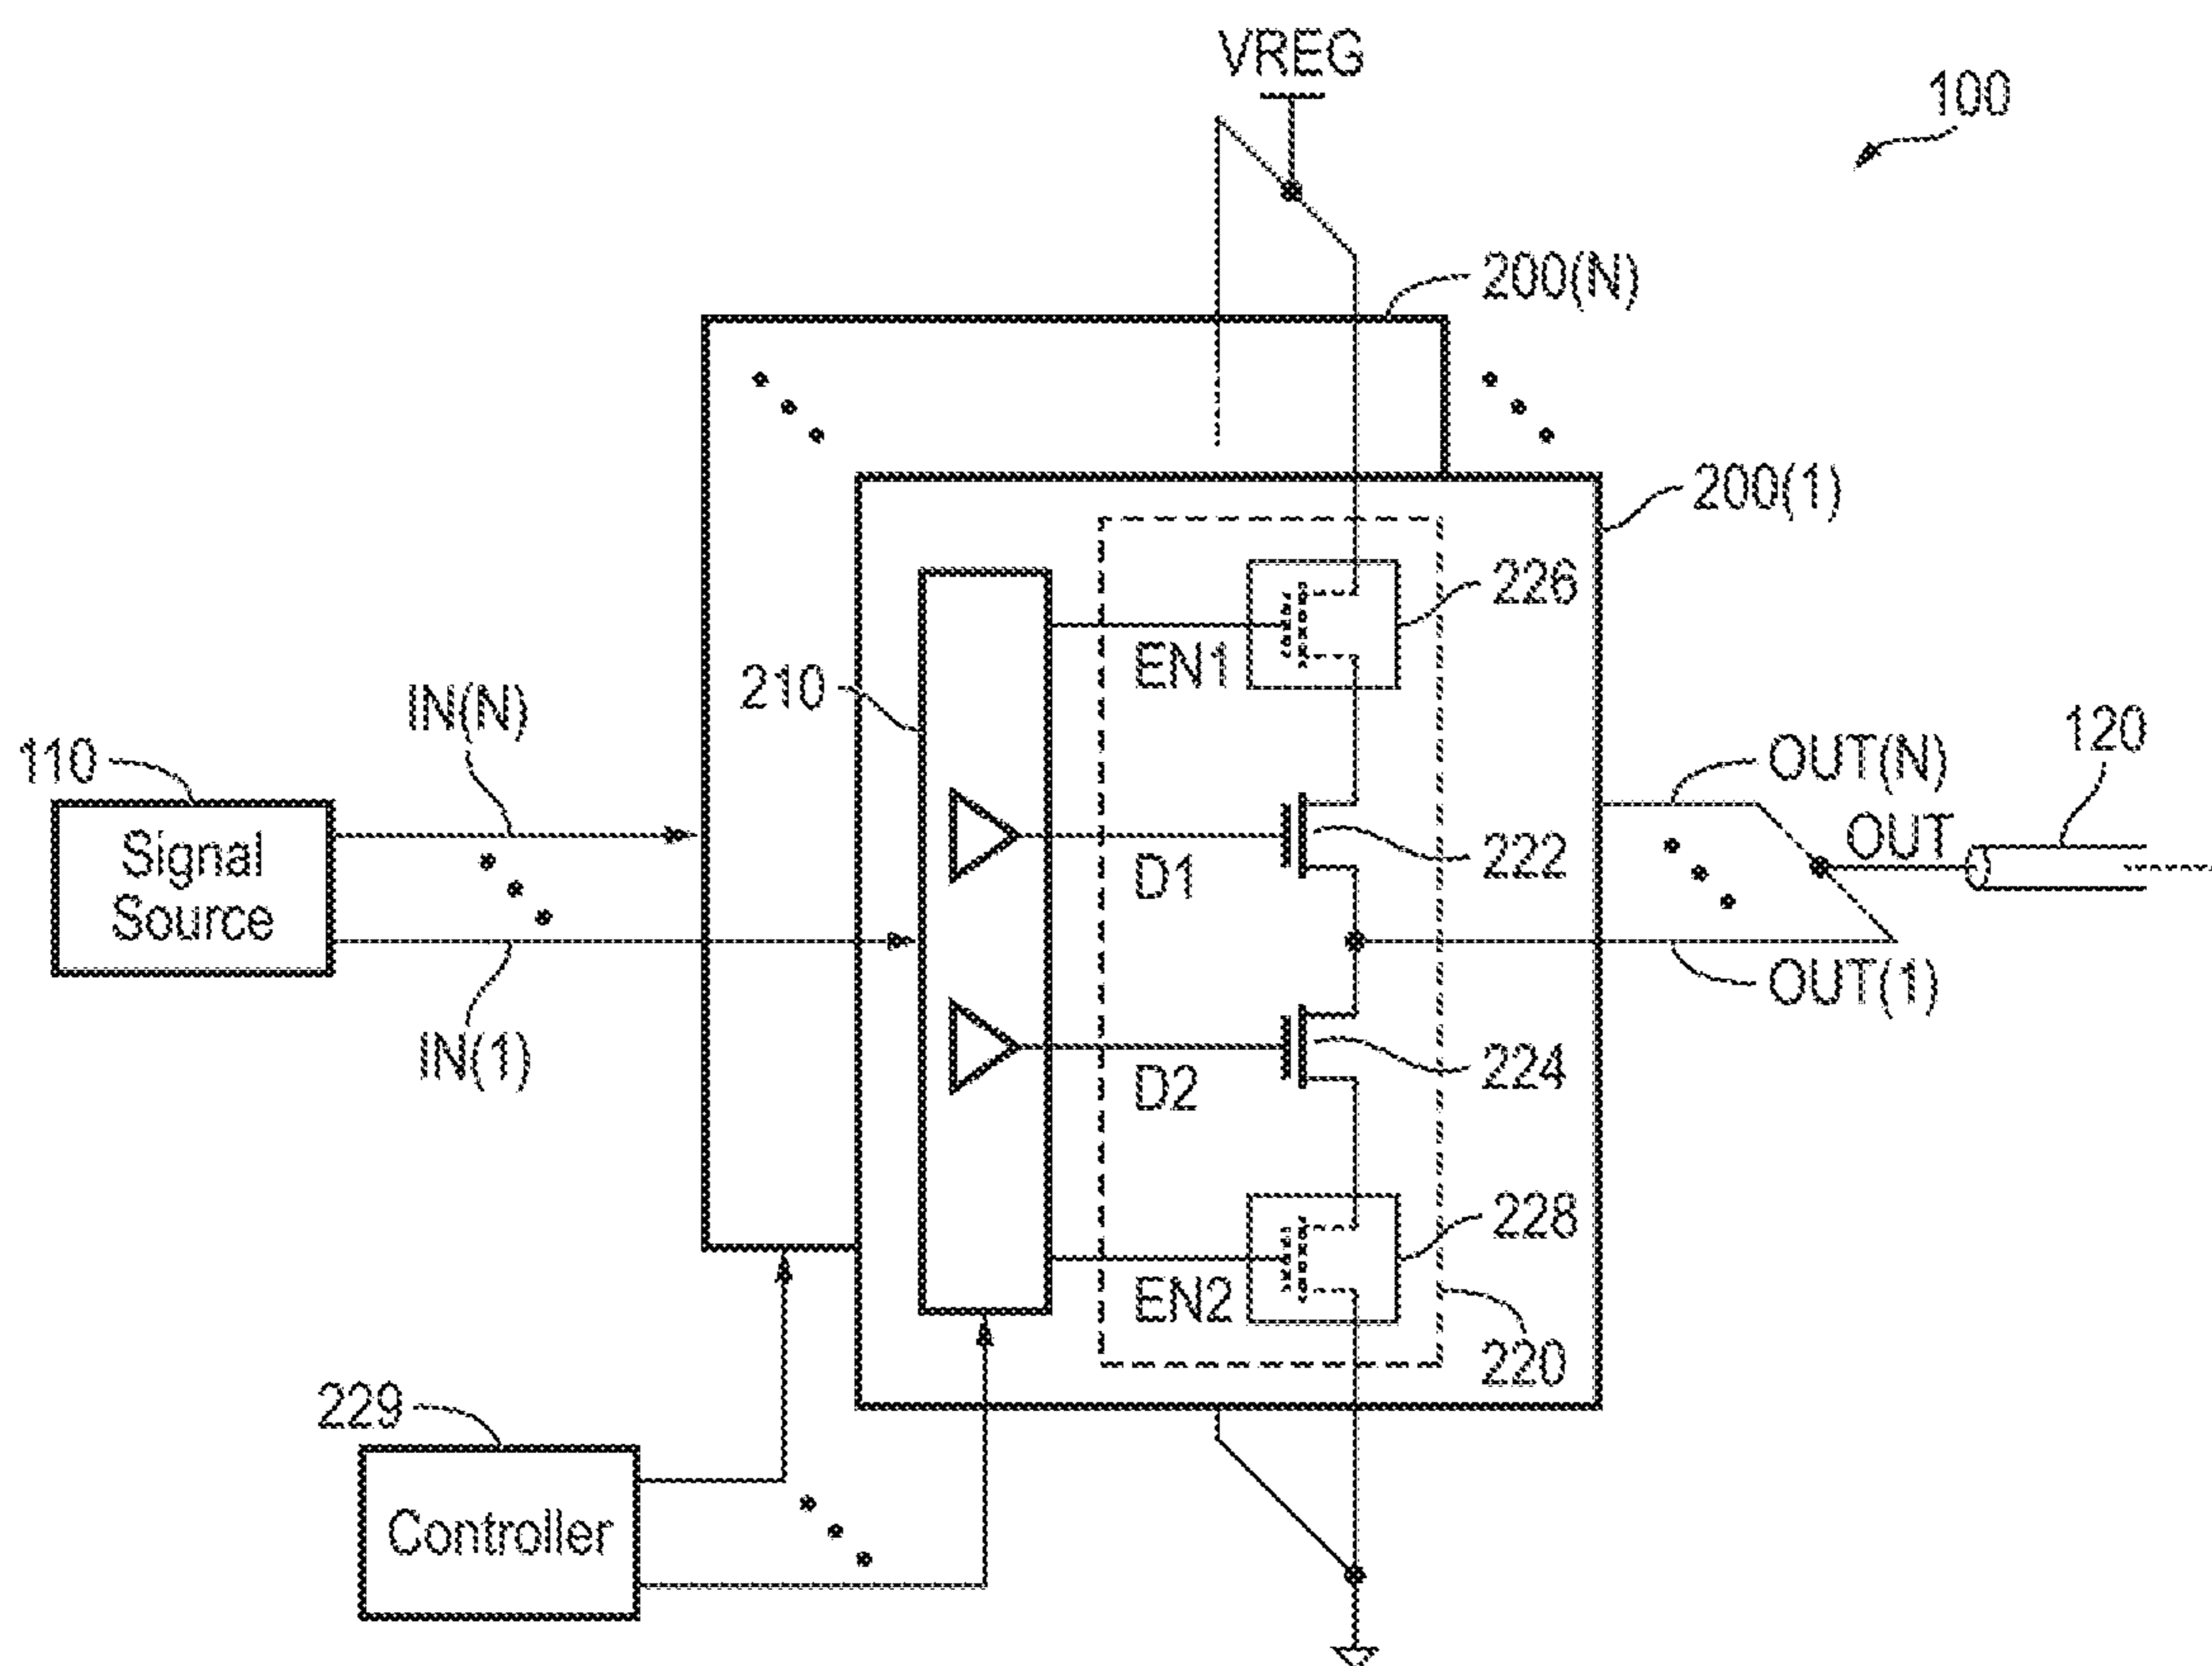 VREG
100
200(N)
200(1)
226
EN1
210
IN(N)
110
OUT(N)
120
Signal
Source
D1
222
OUT
OUT(1)
IN(1)
D2
224
228
EN2
220
229
Controller